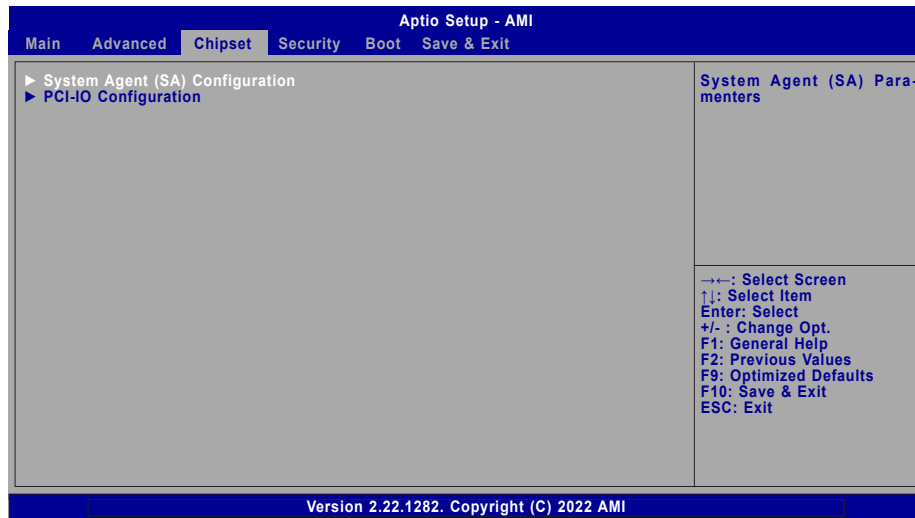 Aptio Setup - AMI
Main Advanced Chipset Security Boot Save & Exit
► System Agent (SA) Configuration
► PCI-IO Configuration
System Agent (SA) Para-
menters
→←: Select Screen
↑↓: Select Item
Enter: Select
+/- : Change Opt.
F1: General Help
F2: Previous Values
F9: Optimized Defaults
F10: Save & Exit
ESC: Exit
Version 2.22.1282. Copyright (C) 2022 AMI